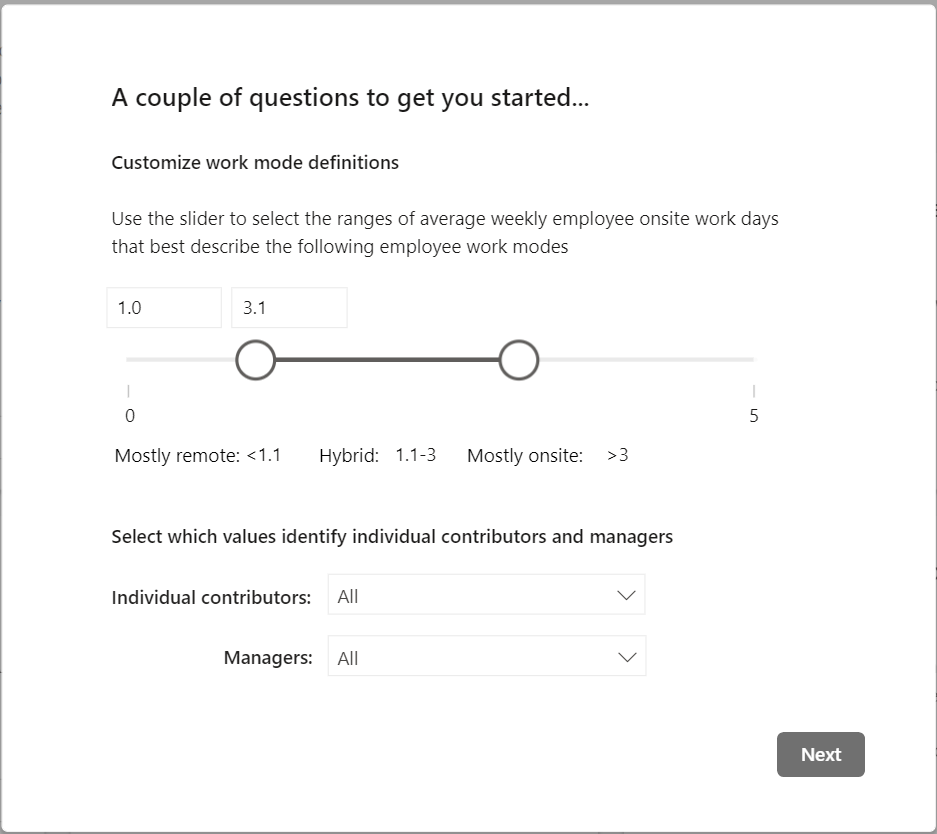 A couple of questions to get you started...
Customize work mode definitions
Use the slider to select the ranges of average weekly employee onsite work days
that best describe the following employee work modes
1.0 3.1
0 5
Mostly remote: <1.1 Hybrid: 1.1-3 Mostly onsite: >3
Select which values identify individual contributors and managers
Individual contributors: All
Managers: All
Next